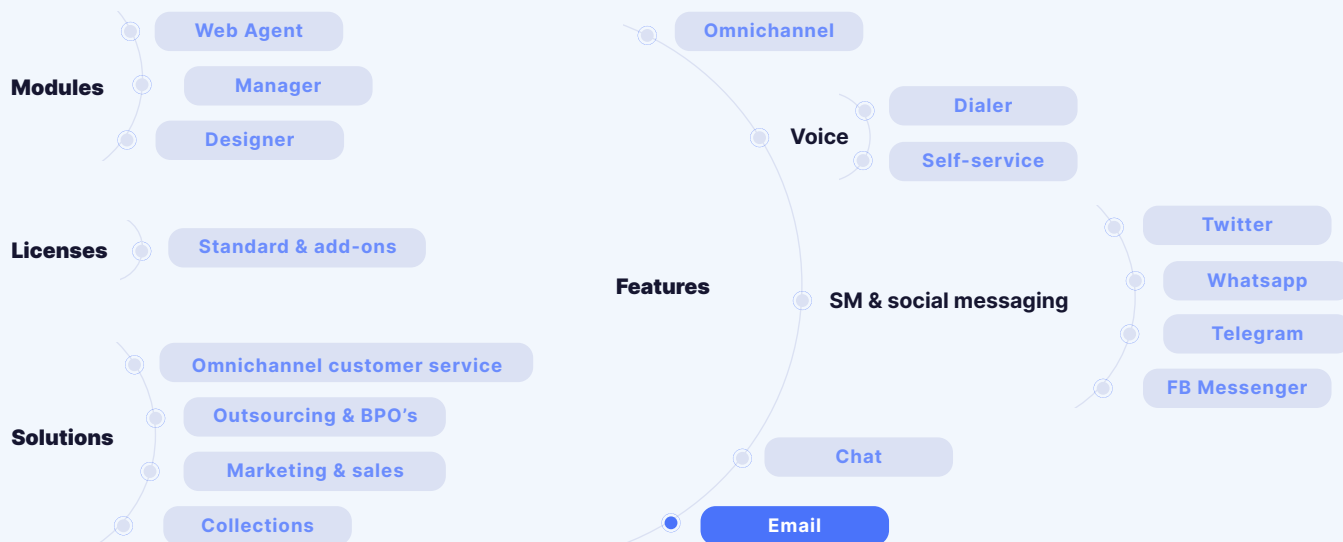 Modules
Web Agent
Manager
Designer
Licenses
Standard & add-ons
Solutions
Omnichannel customer service
Outsourcing & BPO’s
Marketing & sales
Collections
Features
Omnichannel
Voice
Dialer
Self-service
SM & social messaging
Twitter
Whatsapp
Telegram
FB Messenger
Chat
Email